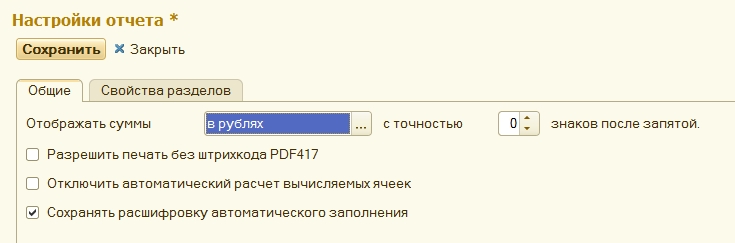 Настройки отчета *
Сохранить Закрыть
Общие Свойства разделов
Отображать суммы в рублях ... с точностью 0 знаков после запятой.
Разрешить печать без штрихкода PDF417
Отключить автоматический расчет вычисляемых ячеек
Сохранять расшифровку автоматического заполнения